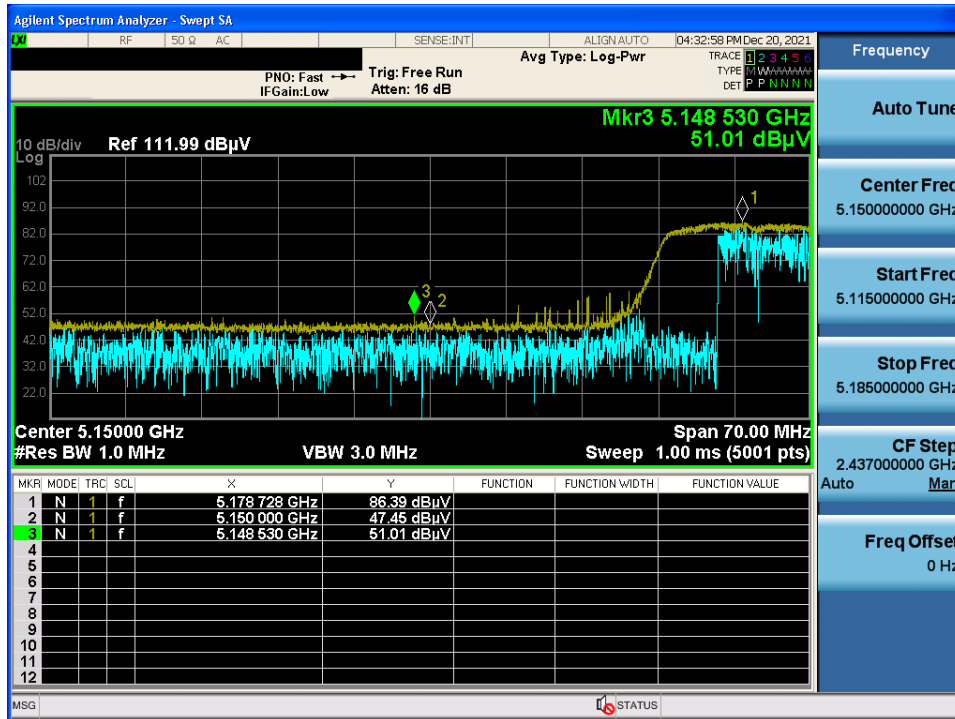 Agilent Spectrum Analyzer - Swept SA
LXI RF 50 Ω AC SENSE:INT ALIGN AUTO 04:32:58 PM Dec 20, 2021
Avg Type: Log-Pwr TRACE 1 2 3 4 5 6
PNO: Fast Trig: Free Run TYPE M WWWWW
IFGain:Low Atten: 16 dB DET P P N N N N
Mkr3 5.148 530 GHz
51.01 dBµV
10 dB/div Ref 111.99 dBµV
Log
102
92.0
82.0
72.0
62.0
52.0
42.0
32.0
22.0
1
3
2
Center 5.15000 GHz Span 70.00 MHz
#Res BW 1.0 MHz VBW 3.0 MHz Sweep 1.00 ms (5001 pts)
MKR MODE TRC SCL X Y FUNCTION FUNCTION WIDTH FUNCTION VALUE
1 N 1 f 5.178 728 GHz 86.39 dBµV
2 N 1 f 5.150 000 GHz 47.45 dBµV
3 N 1 f 5.148 530 GHz 51.01 dBµV
4
5
6
7
8
9
10
11
12
MSG STATUS
Frequency
Auto Tune
Center Freq
5.150000000 GHz
Start Freq
5.115000000 GHz
Stop Freq
5.185000000 GHz
CF Step
2.437000000 GHz
Auto Man
Freq Offset
0 Hz